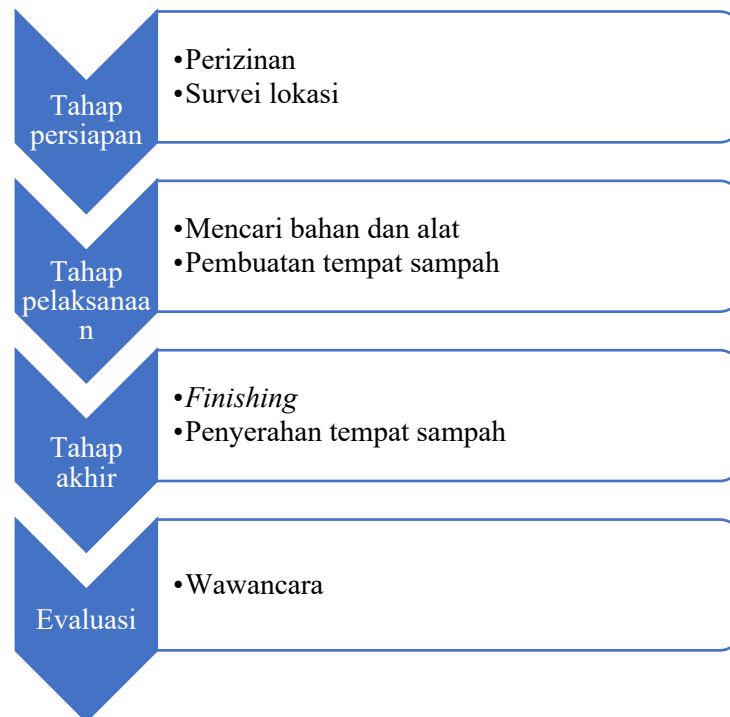 Tahap
persiapan
•Perizinan
•Survei lokasi
Tahap
pelaksanaa
n
•Mencari bahan dan alat
•Pembuatan tempat sampah
Tahap
akhir
•Finishing
•Penyerahan tempat sampah
Evaluasi
•Wawancara